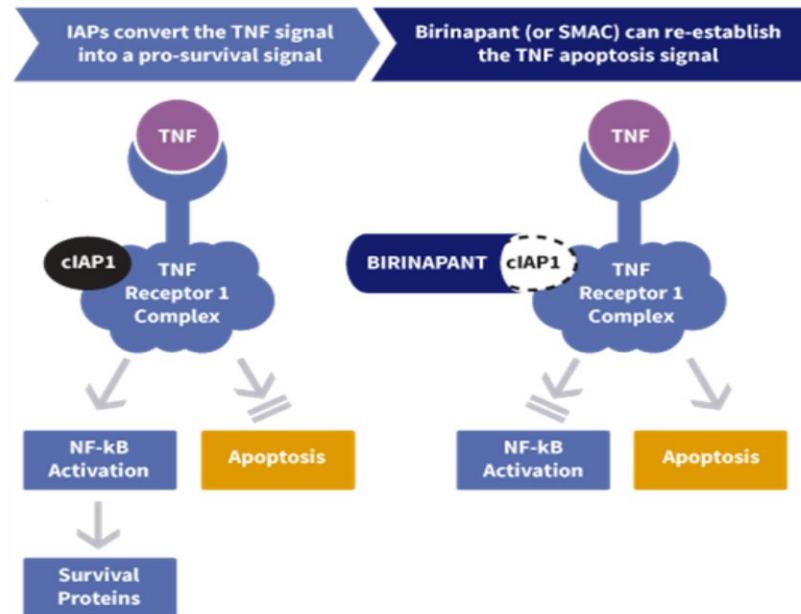 IAPs convert the TNF signal
into a pro-survival signal
Birinapant (or SMAC) can re-establish
the TNF apoptosis signal
TNF
cIAP1
TNF
Receptor 1
Complex
NF-kB
Activation
Apoptosis
Survival
Proteins
TNF
BIRINAPANT
cIAP1
TNF
Receptor 1
Complex
NF-kB
Activation
Apoptosis